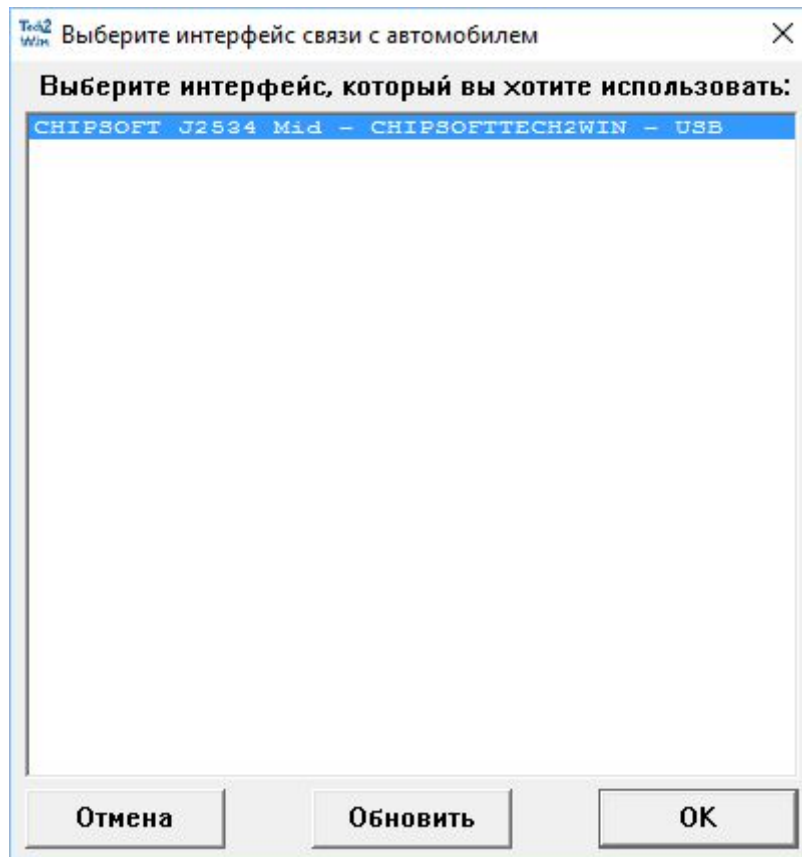 Tech2
Win Выберите интерфейс связи с автомобилем
Выберите интерфейс, который вы хотите использовать:
CHIPSOFT J2534 Mid - CHIPSOFTTECH2WIN - USB
Отмена Обновить OK